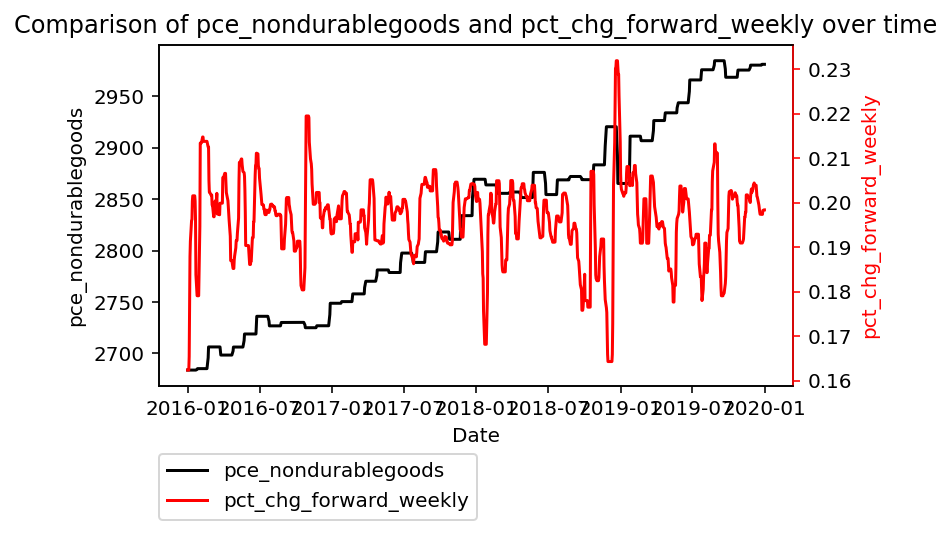 Comparison of pce_nondurablegoods and pct_chg_forward_weekly over time
pce_nondurablegoods
2950
2900
2850
2800
2750
2700
0.23
0.22
0.21
0.20
0.19
0.18
0.17
0.16
pct_chg_forward_weekly
2016-01 2016-07 2017-01 2017-07 2018-01 2018-07 2019-01 2019-07 2020-01
Date
pce_nondurablegoods
pct_chg_forward_weekly